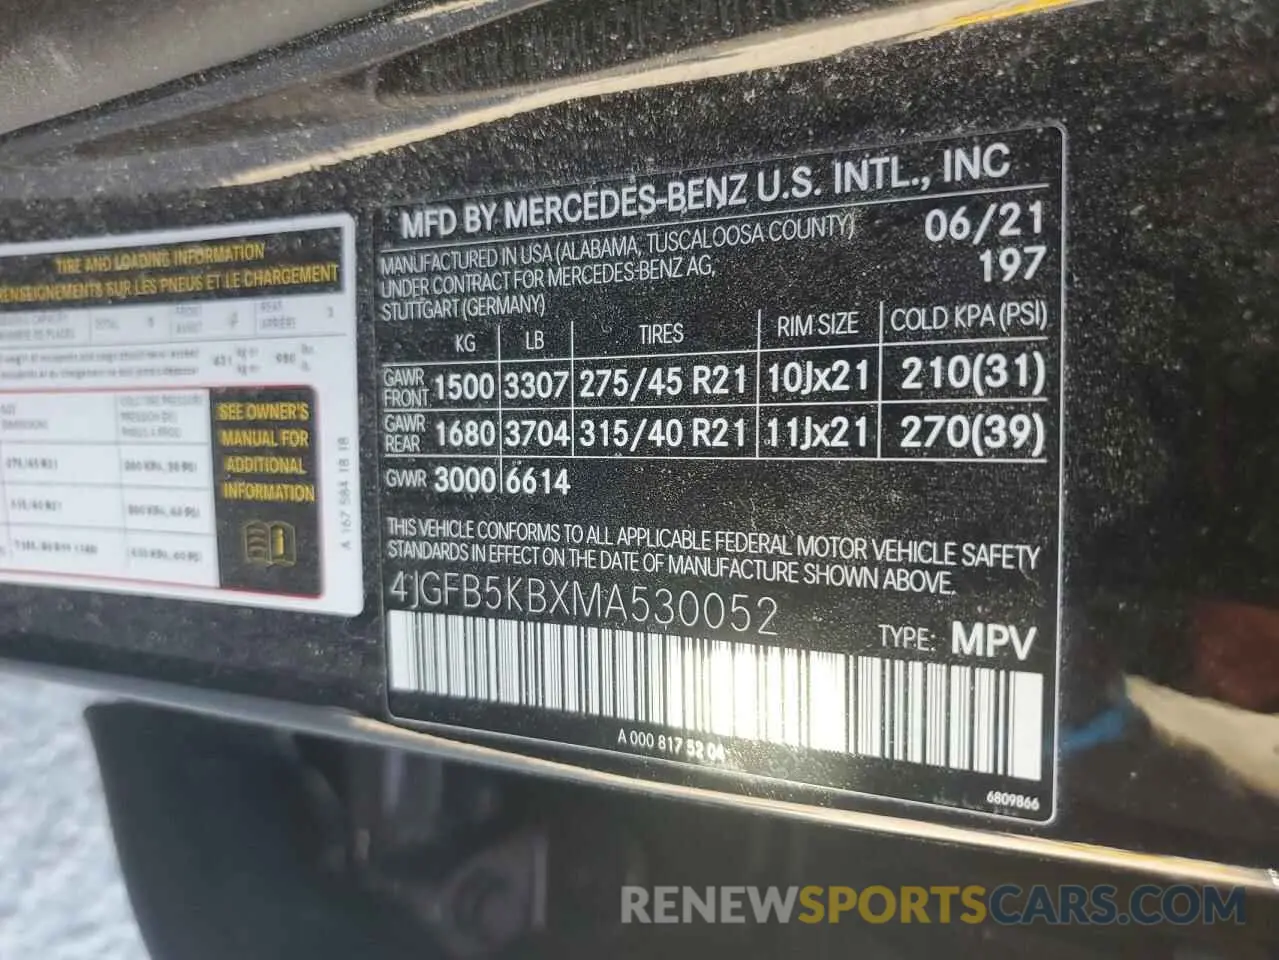 TIRE AND LOADING INFORMATION
RENSEIGNEMENTS SUR LES PNEUS ET LE CHARGEMENT
SEE OWNER'S
MANUAL FOR
ADDITIONAL
INFORMATION
A 167 584 18 18
MFD BY MERCEDES-BENZ U.S. INTL., INC
MANUFACTURED IN USA (ALABAMA, TUSCALOOSA COUNTY)
UNDER CONTRACT FOR MERCEDES-BENZ AG,
STUTTGART (GERMANY)
06/21
197
KG LB TIRES RIM SIZE COLD KPA (PSI)
GAWR FRONT 1500 3307 275/45 R21 10Jx21 210(31)
GAWR REAR 1680 3704 315/40 R21 11Jx21 270(39)
GVWR 3000 6614
THIS VEHICLE CONFORMS TO ALL APPLICABLE FEDERAL MOTOR VEHICLE SAFETY
STANDARDS IN EFFECT ON THE DATE OF MANUFACTURE SHOWN ABOVE.
4JGFB5KBXMA530052
TYPE: MPV
A 000 817 52 04
6809866
RENEWSPORTSCARS.COM